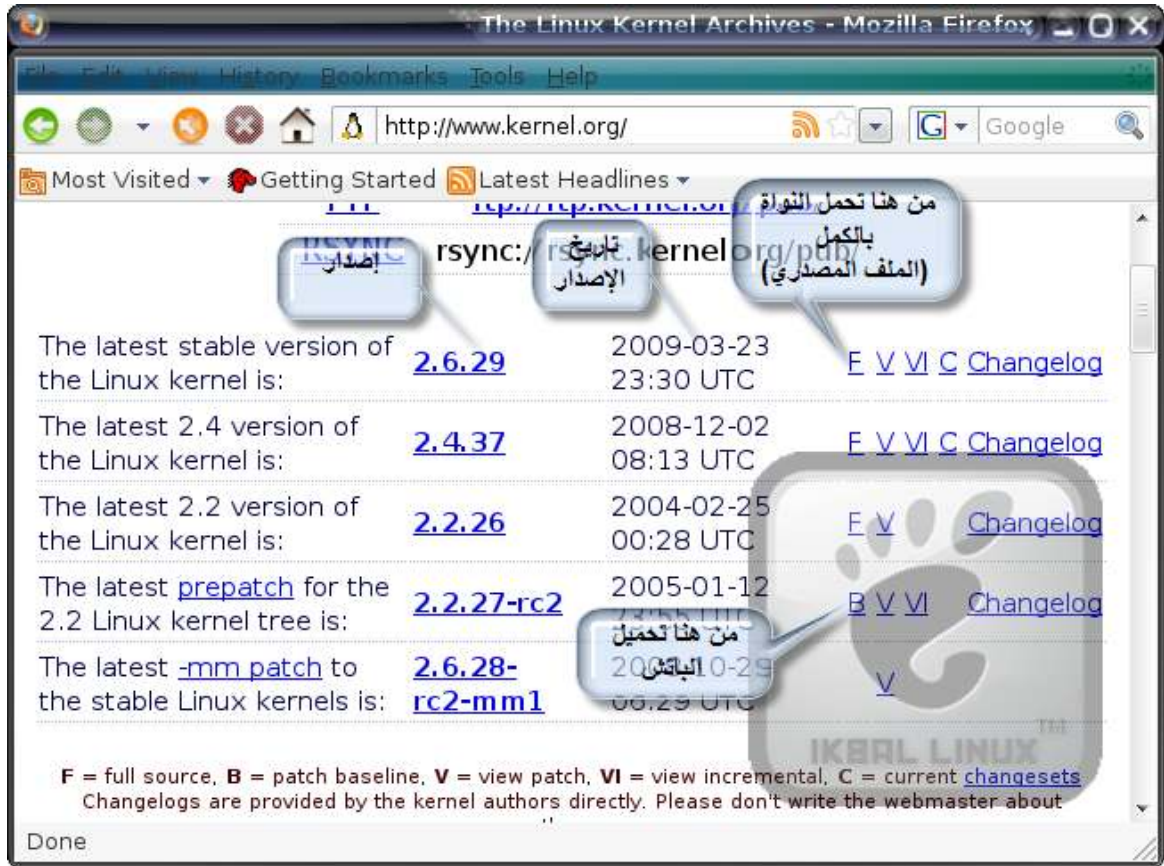 The Linux Kernel Archives - Mozilla Firefox
File Edit View History Bookmarks Tools Help
http://www.kernel.org/
Google
Most Visited Getting Started Latest Headlines
RSYNC rsync://rsync.kernel.org/pub/
إصدار
تاريخ
الإصدار
من هنا تحمل النواة
بالكمل
(الملف المصدري)
The latest stable version of
the Linux kernel is:
2.6.29
2009-03-23
23:30 UTC
F V VI C Changelog
The latest 2.4 version of
the Linux kernel is:
2.4.37
2008-12-02
08:13 UTC
F V VI C Changelog
The latest 2.2 version of
the Linux kernel is:
2.2.26
2004-02-25
00:28 UTC
F V Changelog
The latest prepatch for the
2.2 Linux kernel tree is:
2.2.27-rc2
2005-01-12
UTC
B V VI Changelog
من هنا تحميل
الباتش
The latest -mm patch to
the stable Linux kernels is:
2.6.28-
rc2-mm1
06:29 UTC
V
IKBAL LINUX
TM
F = full source, B = patch baseline, V = view patch, VI = view incremental, C = current changesets
Changelogs are provided by the kernel authors directly. Please don't write the webmaster about
Done